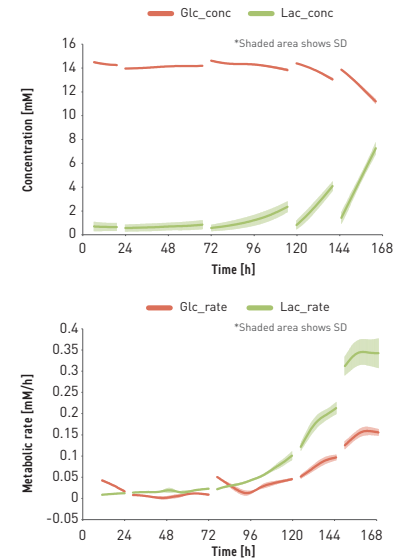 Glc_conc Lac_conc
*Shaded area shows SD
16
14
12
10
8
6
4
2
0
Concentration [mM]
0 24 48 72 96 120 144 168
Time [h]
Glc_rate Lac_rate
*Shaded area shows SD
0.4
0.35
0.3
0.25
0.2
0.15
0.1
0.05
0
-0.05
Metabolic rate [mM/h]
0 24 48 72 96 120 144 168
Time [h]